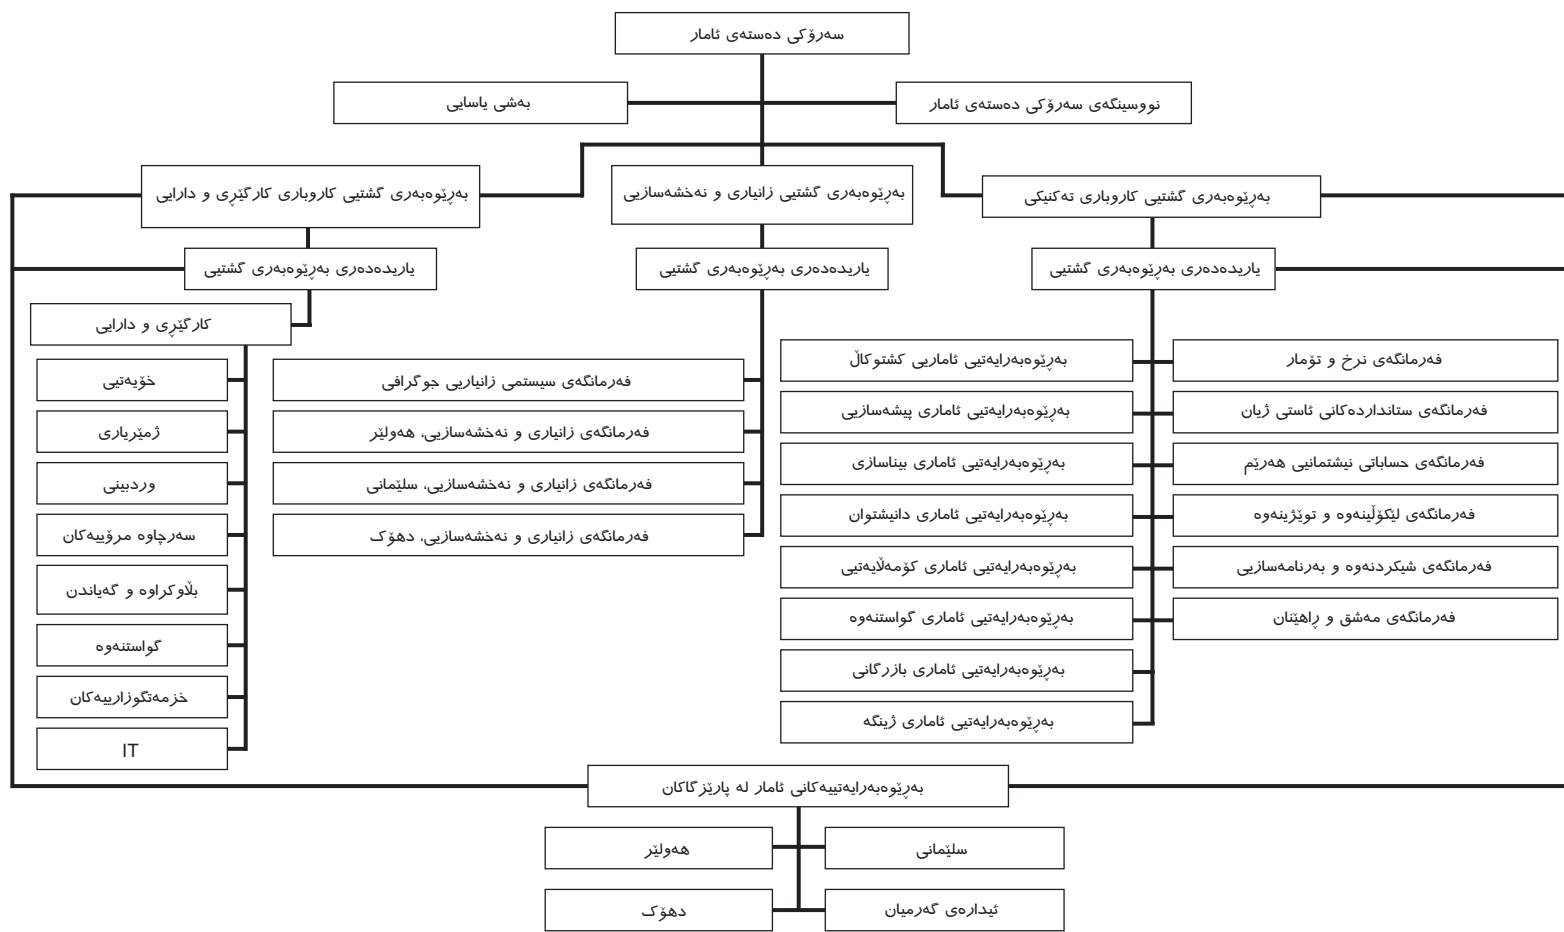 سەرۆکی دەستەی ئامار
نووسینگەی سەرۆکی دەستەی ئامار
بەشی یاسایی
بەڕێوەبەری گشتیی کاروباری تەکنیکی
بەڕێوەبەری گشتیی زانیاری و نەخشەسازیی
بەڕێوەبەری گشتیی کاروباری کارگێڕی و دارایی
یاریدەدەری بەڕێوەبەری گشتیی
یاریدەدەری بەڕێوەبەری گشتیی
یاریدەدەری بەڕێوەبەری گشتیی
فەرمانگەی نرخ و تۆمار
فەرمانگەی ستانداردەکانی ئاستی ژیان
فەرمانگەی حساباتی نیشتمانیی هەرێم
فەرمانگەی لێکۆڵینەوە و توێژینەوە
فەرمانگەی شیکردنەوە و بەرنامەسازیی
فەرمانگەی مەشق و ڕاهێنان
بەڕێوەبەرایەتیی ئاماریی کشتوکاڵ
بەڕێوەبەرایەتیی ئاماری پیشەسازیی
بەڕێوەبەرایەتیی ئاماری بیناسازی
بەڕێوەبەرایەتیی ئاماری دانیشتوان
بەڕێوەبەرایەتیی ئاماری کۆمەڵایەتیی
بەڕێوەبەرایەتیی ئاماری گواستنەوە
بەڕێوەبەرایەتیی ئاماری بازرگانی
بەڕێوەبەرایەتیی ئاماری ژینگە
فەرمانگەی سیستمی زانیاریی جوگرافی
فەرمانگەی زانیاری و نەخشەسازیی، هەولێر
فەرمانگەی زانیاری و نەخشەسازیی، سلێمانی
فەرمانگەی زانیاری و نەخشەسازیی، دهۆک
کارگێڕی و دارایی
خۆیەتیی
ژمێریاری
وردبینی
سەرچاوە مرۆییەکان
بڵاوکراوە و گەیاندن
گواستنەوە
خزمەتگوزارییەکان
IT
بەڕێوەبەرایەتییەکانی ئامار لە پارێزگاکان
سلێمانی
هەولێر
ئیدارەی گەرمیان
دهۆک